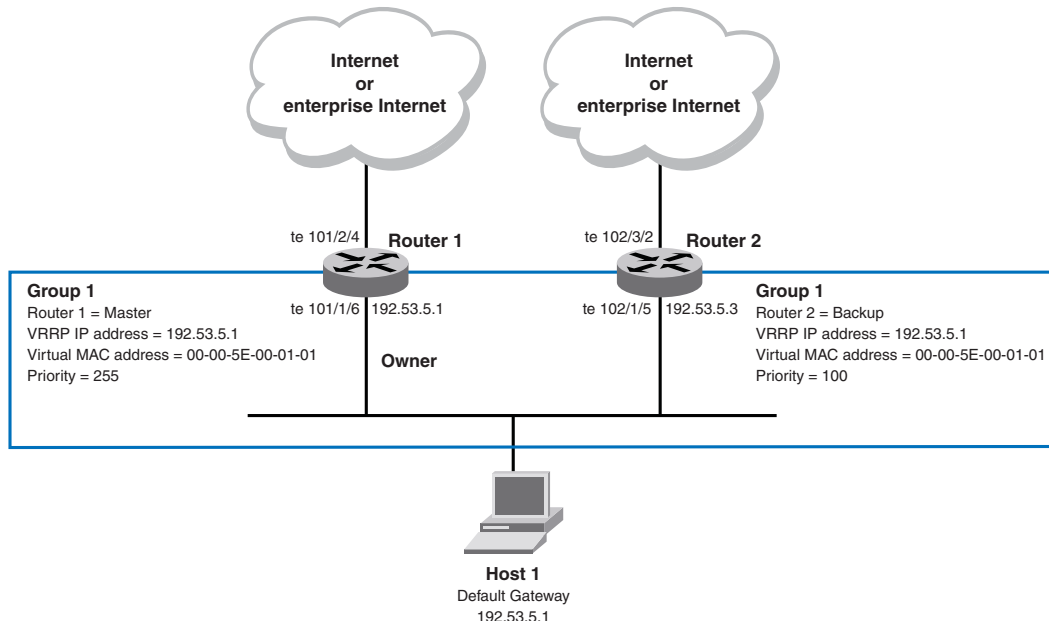 Internet
or
enterprise Internet
Internet
or
enterprise Internet
te 101/2/4
Router 1
te 102/3/2
Router 2
Group 1
Router 1 = Master
VRRP IP address = 192.53.5.1
Virtual MAC address = 00-00-5E-00-01-01
Priority = 255
te 101/1/6
192.53.5.1
Owner
te 102/1/5
192.53.5.3
Group 1
Router 2 = Backup
VRRP IP address = 192.53.5.1
Virtual MAC address = 00-00-5E-00-01-01
Priority = 100
Host 1
Default Gateway
192.53.5.1